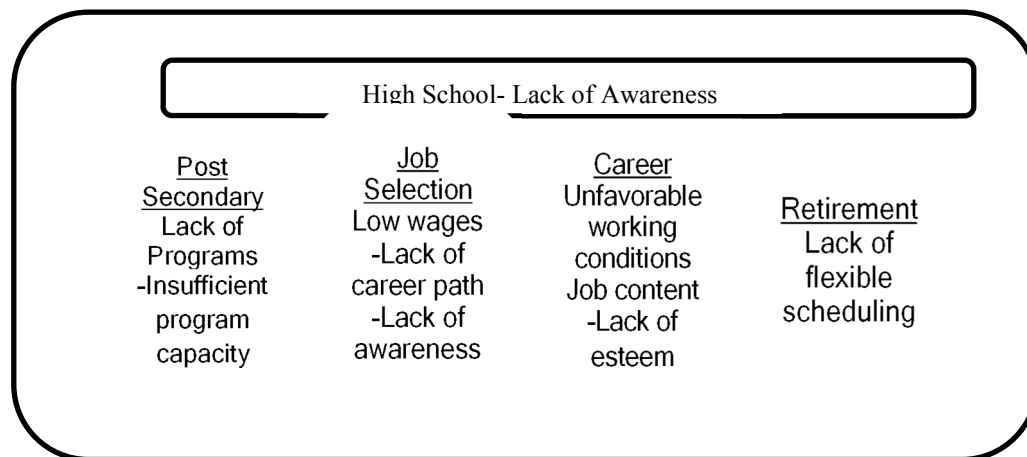 High School- Lack of Awareness
Post
Secondary
Lack of
Programs
-Insufficient
program
capacity
Job
Selection
Low wages
-Lack of
career path
-Lack of
awareness
Career
Unfavorable
working
conditions
Job content
-Lack of
esteem
Retirement
Lack of
flexible
scheduling